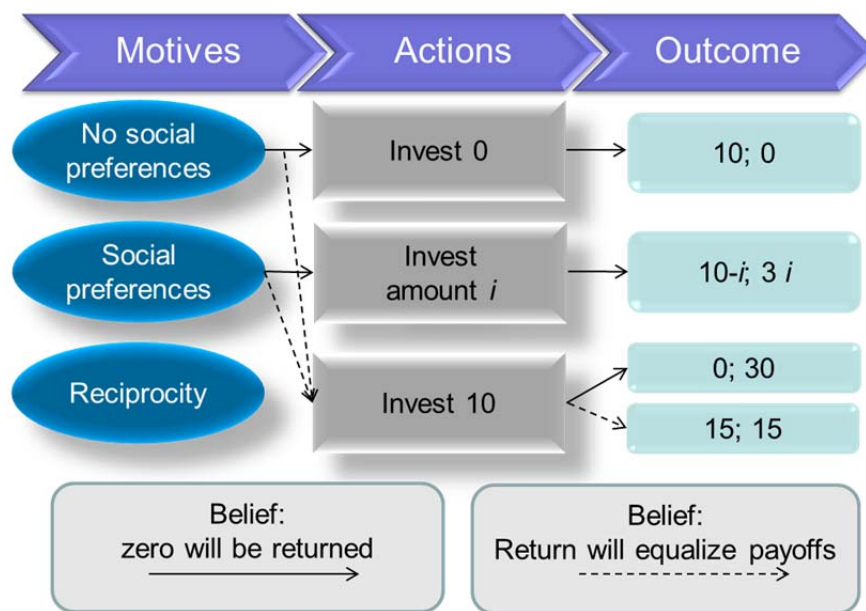 Motives
Actions
Outcome
No social
preferences
Invest 0
10; 0
Social
preferences
Invest
amount i
10-i; 3 i
Reciprocity
Invest 10
0; 30
15; 15
Belief:
zero will be returned
Belief:
Return will equalize payoffs